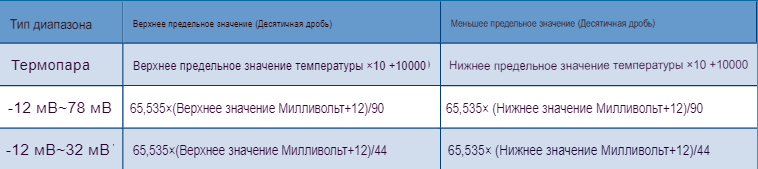 Тип диапазона Верхнее предельное значение (Десятичная дробь) Меньшее предельное значение (Десятичная дробь)
Термопара Верхнее предельное значение температуры ×10 +10000) Нижнее предельное значение температуры ×10 +10000
-12 мВ~78 мВ 65,535×(Верхнее значение Милливольт+12)/90 65,535× (Нижнее значение Милливольт+12)/90
-12 мВ~32 мВ 65,535×(Верхнее значение Милливольт+12)/44 65,535× (Нижнее значение Милливольт+12)/44